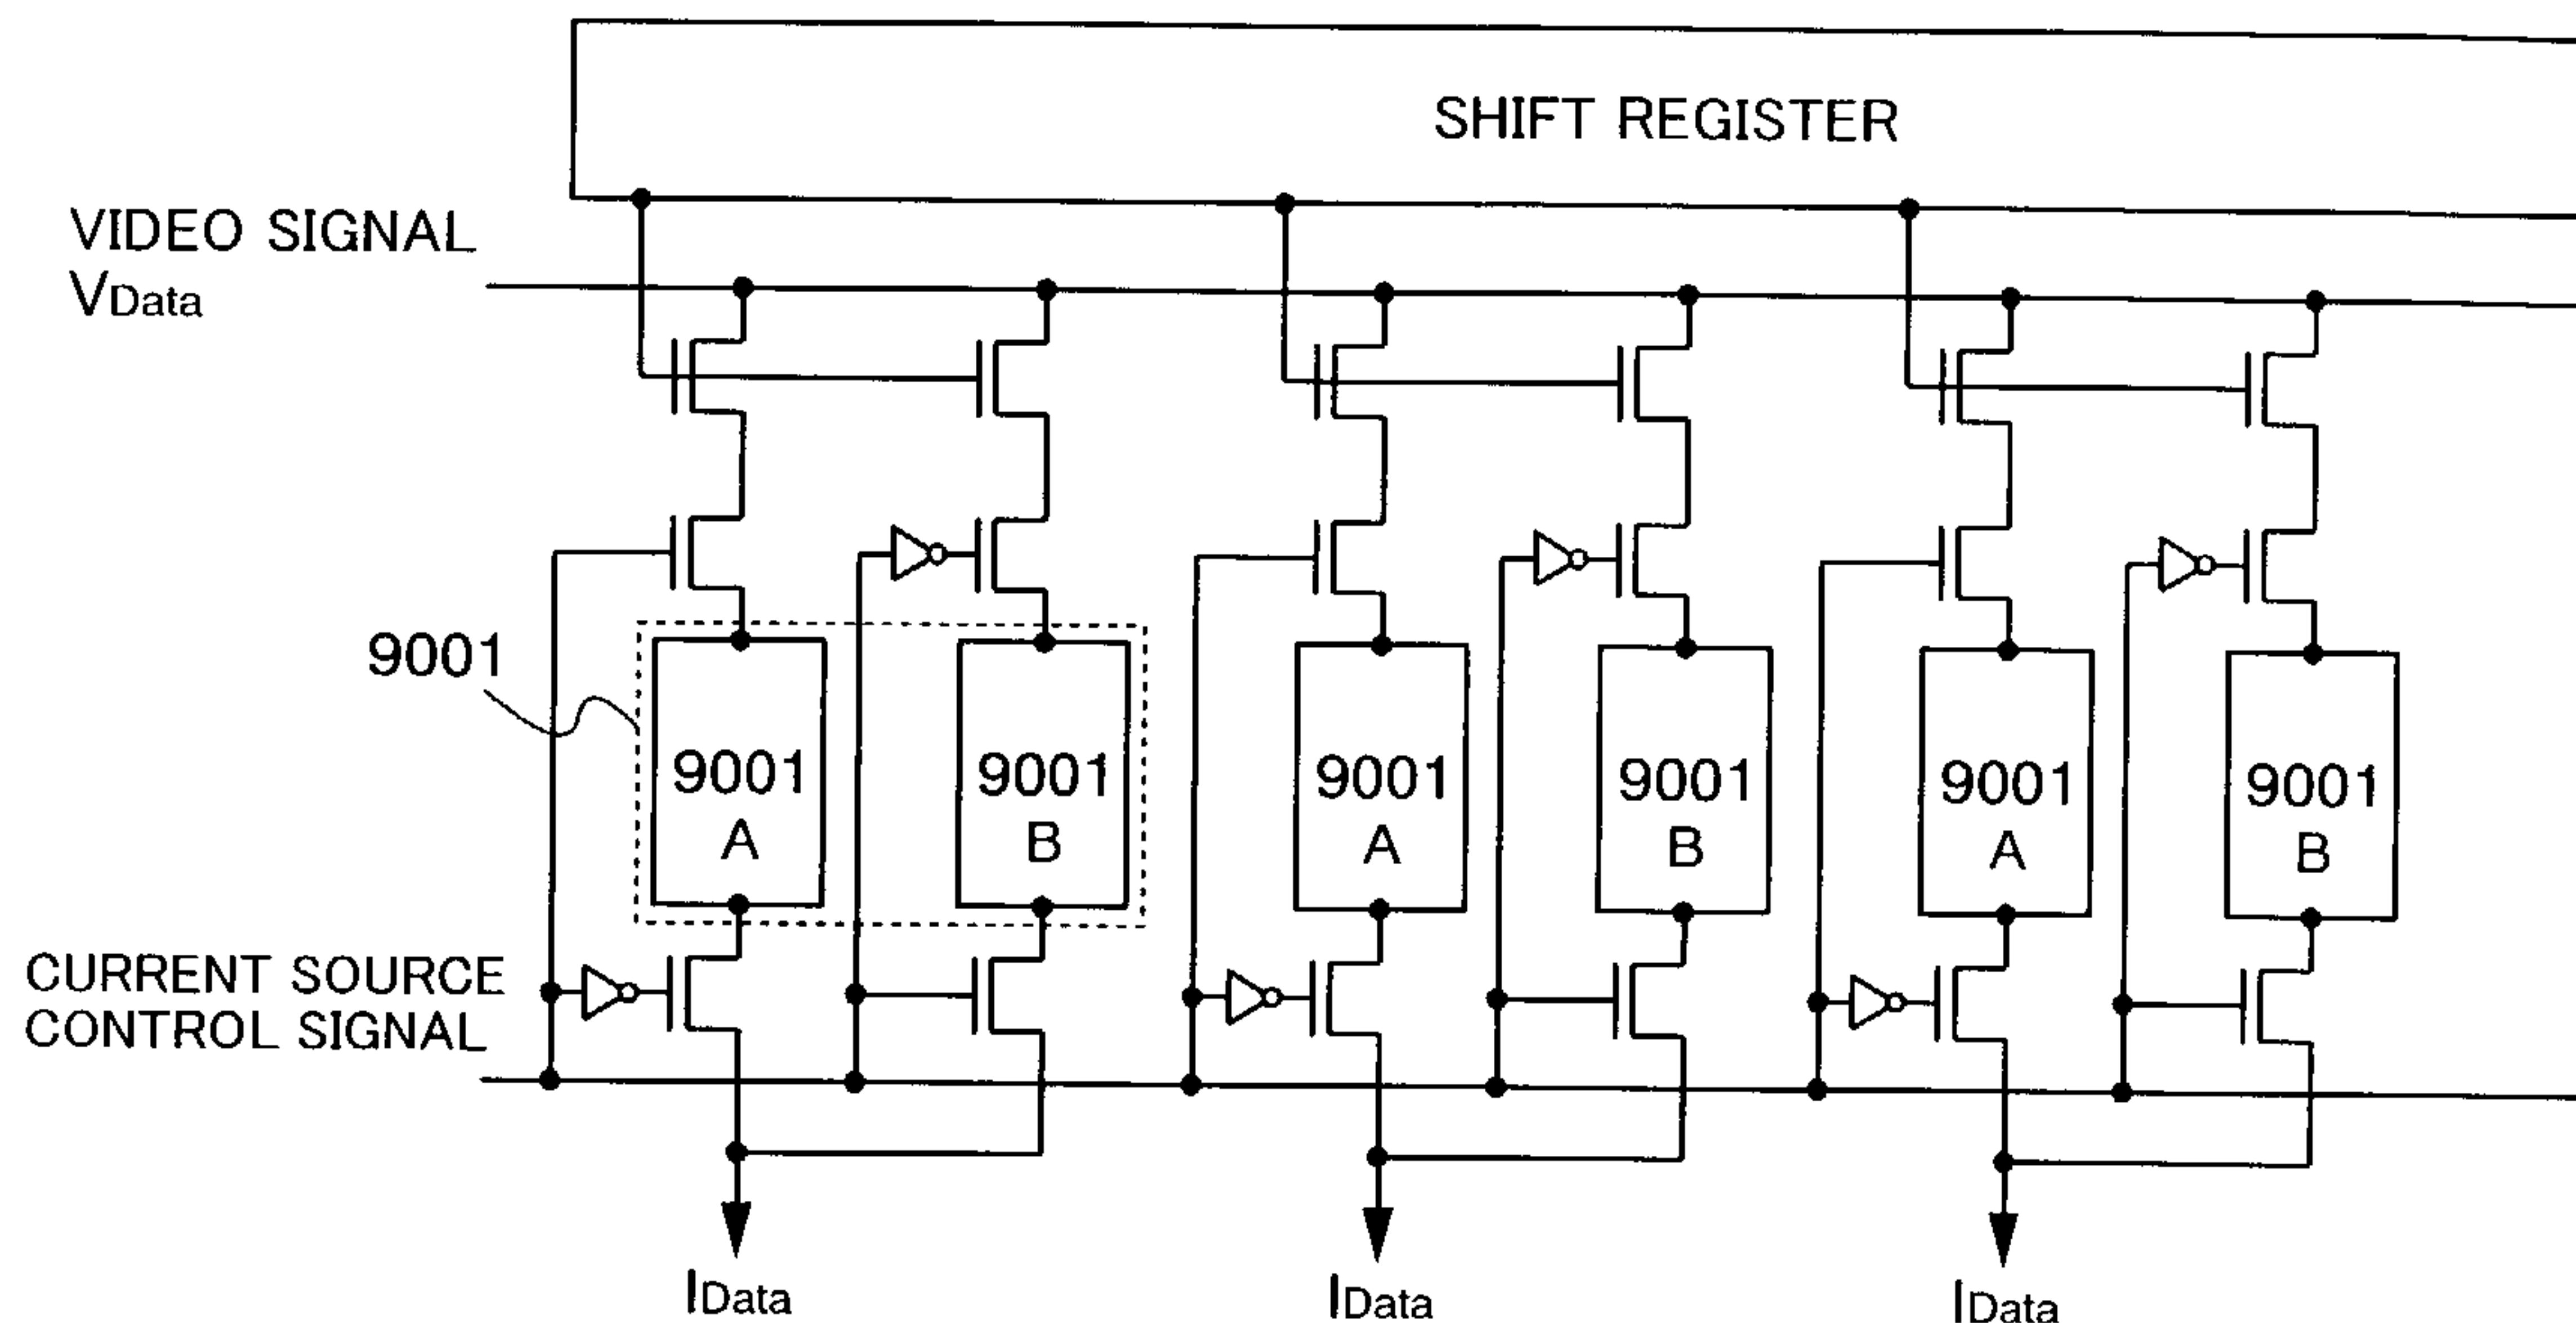 SHIFT REGISTER
VIDEO SIGNAL
VData
9001
9001
A
9001
B
9001
A
9001
B
9001
A
9001
B
CURRENT SOURCE
CONTROL SIGNAL
IData
IData
IData